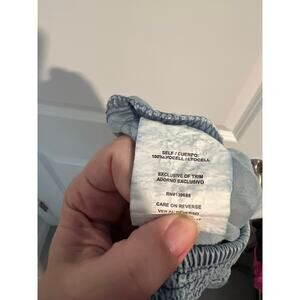 SELF / CUERPO:
100%LYOCELL / LYOCELL
EXCLUSIVE OF TRIM
ADORNO EXCLUSIVO
CARE ON REVERSE